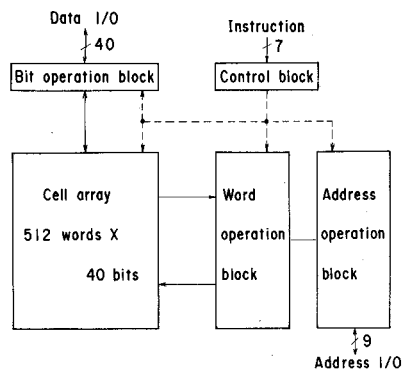 Data I/O
40
Bit operation block
Instruction
7
Control block
Cell array
512 words X
40 bits
Word
operation
block
Address
operation
block
9
Address I/O